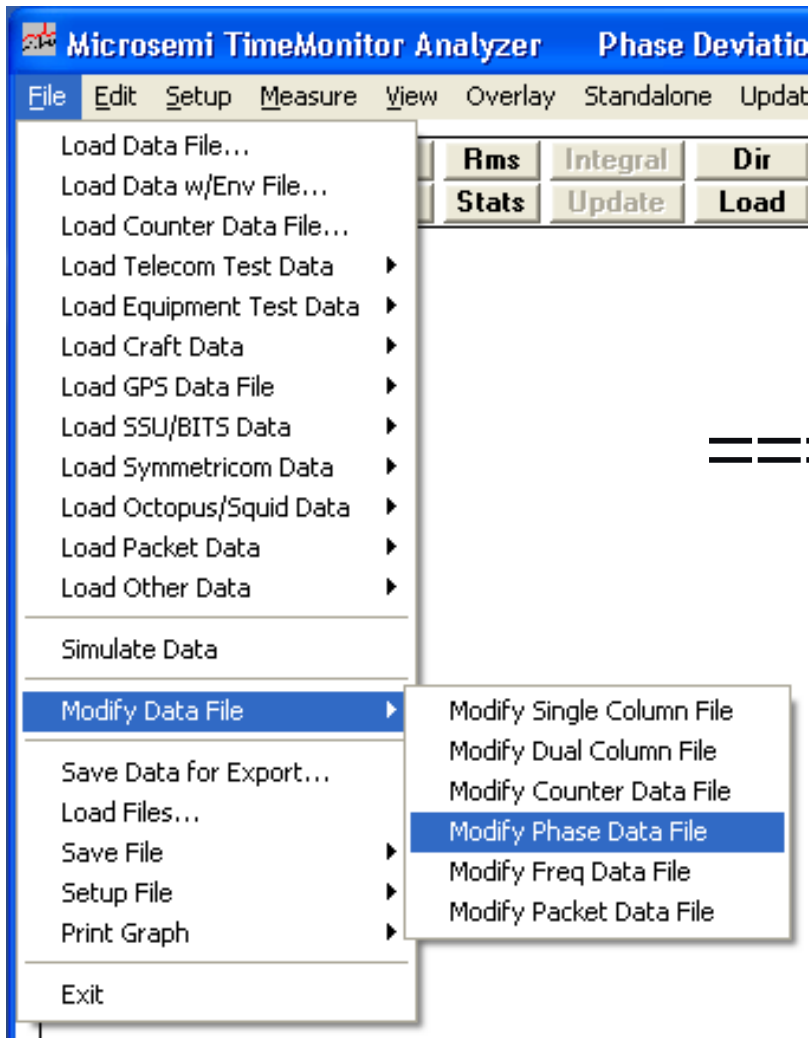 Microsemi TimeMonitor Analyzer Phase Deviatio
File Edit Setup Measure View Overlay Standalone Updat
Rms Integral Dir
Stats Update Load
Load Data File...
Load Data w/Env File...
Load Counter Data File...
Load Telecom Test Data
Load Equipment Test Data
Load Craft Data
Load GPS Data File
Load SSU/BITS Data
Load Symmetricom Data
Load Octopus/Squid Data
Load Packet Data
Load Other Data
Simulate Data
Modify Data File
Modify Single Column File
Modify Dual Column File
Modify Counter Data File
Modify Phase Data File
Modify Freq Data File
Modify Packet Data File
Save Data for Export...
Load Files...
Save File
Setup File
Print Graph
Exit
===